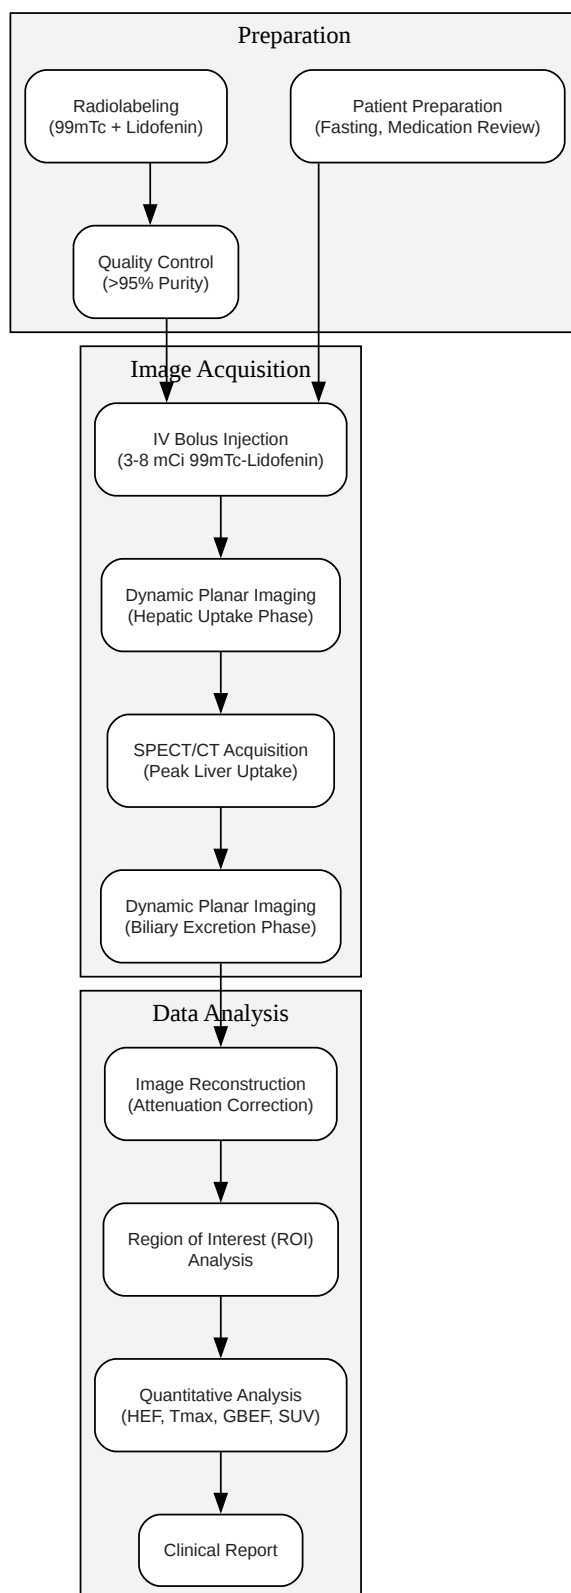 Preparation
Radiolabeling
(99mTc + Lidofenin)
Patient Preparation
(Fasting, Medication Review)
Quality Control
(>95% Purity)
Image Acquisition
IV Bolus Injection
(3-8 mCi 99mTc-Lidofenin)
Dynamic Planar Imaging
(Hepatic Uptake Phase)
SPECT/CT Acquisition
(Peak Liver Uptake)
Dynamic Planar Imaging
(Biliary Excretion Phase)
Data Analysis
Image Reconstruction
(Attenuation Correction)
Region of Interest (ROI)
Analysis
Quantitative Analysis
(HEF, Tmax, GBEF, SUV)
Clinical Report